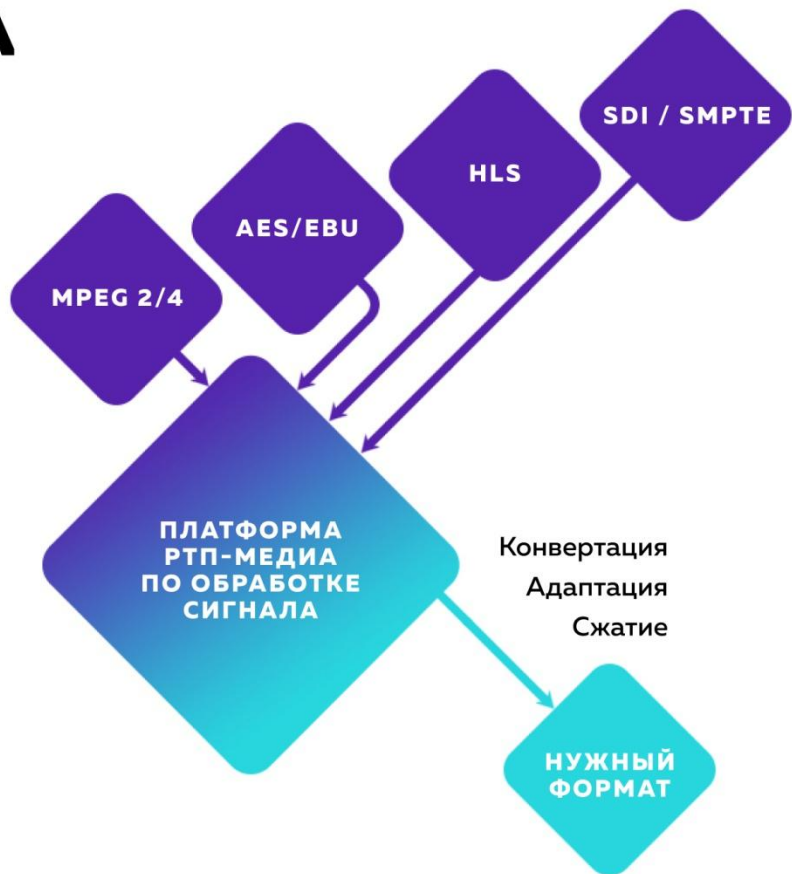 SDI / SMPTE
HLS
AES/EBU
MPEG 2/4
ПЛАТФОРМА
РТП-МЕДИА
ПО ОБРАБОТКЕ
СИГНАЛА
Конвертация
Адаптация
Сжатие
НУЖНЫЙ
ФОРМАТ